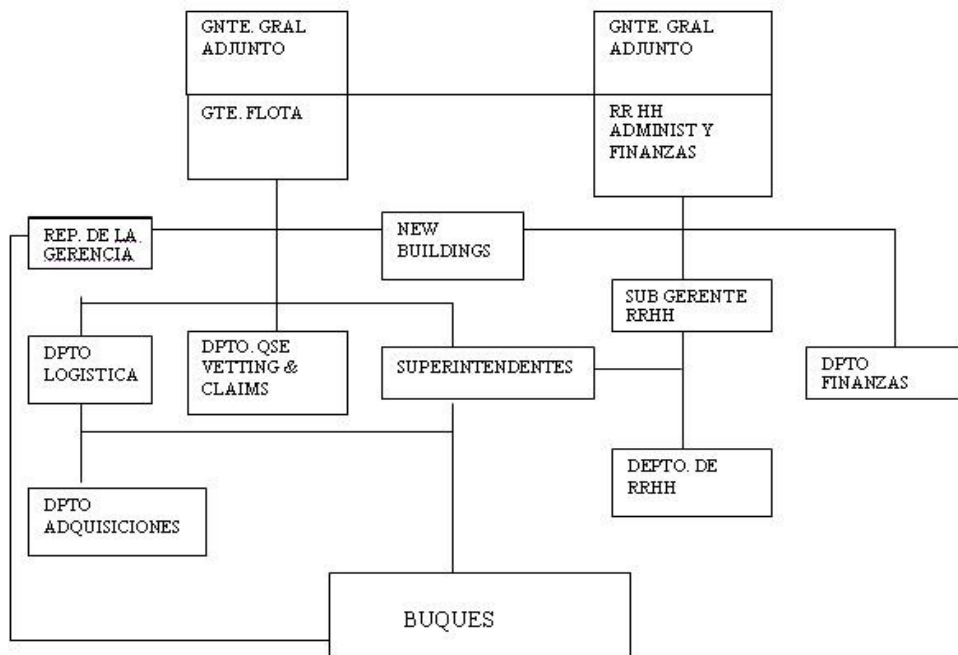 GNTE. GRAL
ADJUNTO
GNTE. GRAL
ADJUNTO
GTE. FLOTA
RR HH
ADMINIST Y
FINANZAS
REP. DE LA.
GERENCIA
NEW
BUILDINGS
SUB GERENTE
RRHH
DPTO
LOGISTICA
DPTO. QSE
VETTING &
CLAIMS
SUPERINTENDENTES
DPTO
FINANZAS
DPTO
ADQUISICIONES
DEPTO. DE
RRHH
BUQUES